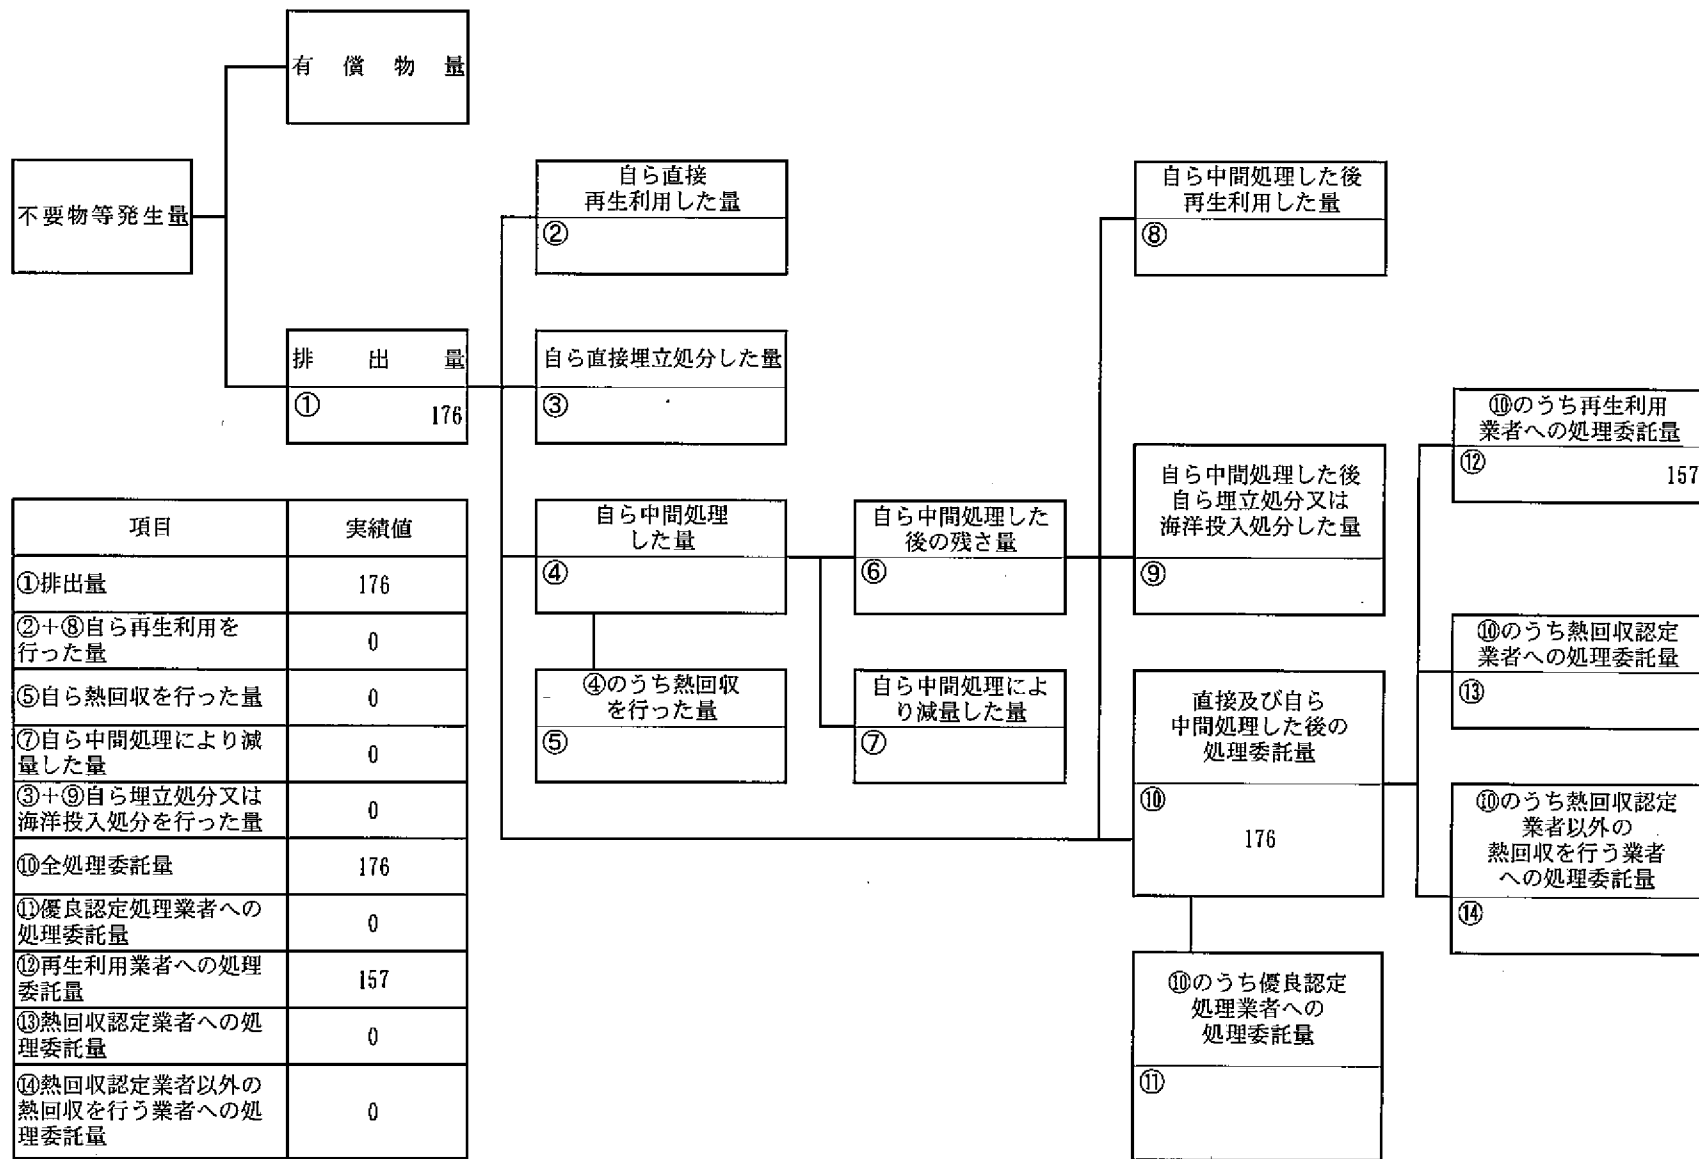 有償物量
不要物等発生量
排出量
①
176
自ら直接
再生利用した量
②
自ら直接埋立処分した量
③
自ら中間処理
した量
④
④のうち熱回収
を行った量
⑤
自ら中間処理した
後の残さ量
⑥
自ら中間処理によ
り減量した量
⑦
自ら中間処理した後
再生利用した量
⑧
自ら中間処理した後
自ら埋立処分又は
海洋投入処分した量
⑨
直接及び自ら
中間処理した後の
処理委託量
⑩
176
⑩のうち優良認定
処理業者への
処理委託量
⑪
⑩のうち再生利用
業者への処理委託量
⑫
157
⑩のうち熱回収認定
業者への処理委託量
⑬
⑩のうち熱回収認定
業者以外の
熱回収を行う業者
への処理委託量
⑭
項目 実績値
①排出量 176
②+⑧自ら再生利用を
行った量 0
⑤自ら熱回収を行った量 0
⑦自ら中間処理により減
量した量 0
③+⑨自ら埋立処分又は
海洋投入処分を行った量 0
⑩全処理委託量 176
⑪優良認定処理業者への
処理委託量 0
⑫再生利用業者への処理
委託量 157
⑬熱回収認定業者への処
理委託量 0
⑭熱回収認定業者以外の
熱回収を行う業者への処
理委託量 0